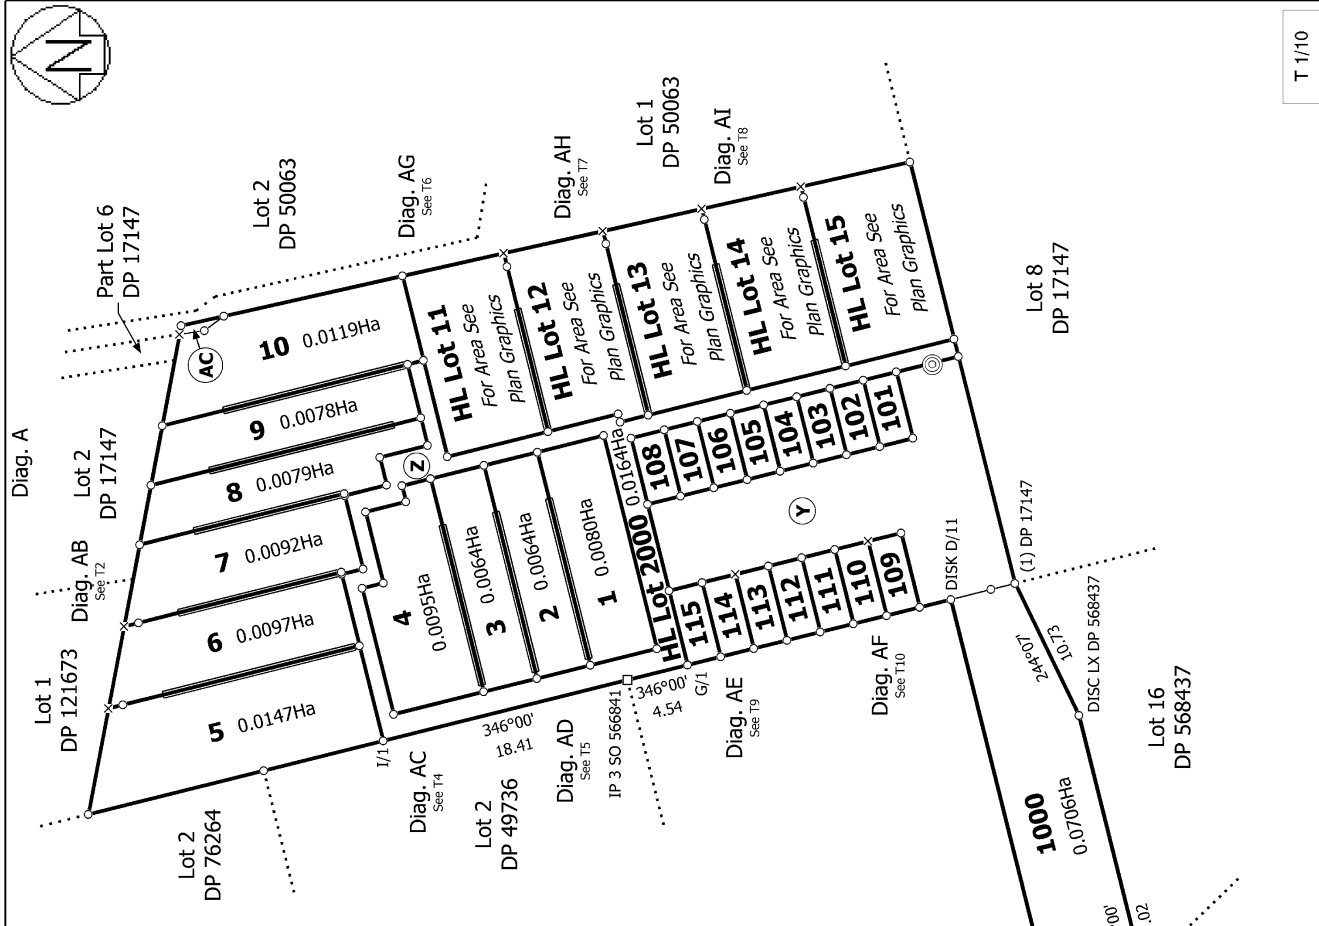 N
T 1/10
Diag. A
Part Lot 6
DP 17147
Lot 2
DP 50063
Diag. AG
See T6
Diag. AH
See T7
Lot 1
DP 50063
Diag. AI
See T8
Lot 8
DP 17147
Lot 2
DP 17147
Diag. AB
See T2
Lot 1
DP 121673
Lot 2
DP 76264
AC
10 0.0119Ha
9 0.0078Ha
8 0.0079Ha
7 0.0092Ha
6 0.0097Ha
5 0.0147Ha
HL Lot 11
For Area See
Plan Graphics
HL Lot 12
For Area See
Plan Graphics
HL Lot 13
For Area See
Plan Graphics
HL Lot 14
For Area See
Plan Graphics
HL Lot 15
For Area See
Plan Graphics
Z
4
0.0095Ha
3 0.0064Ha
2 0.0064Ha
1 0.0080Ha
HL Lot 2000 0.0164Ha
108
107
106
105
104
103
102
101
Y
115
114
113
112
111
110
109
I/1
346°00'
18.41
Diag. AC
See T4
Lot 2
DP 49736
Diag. AD
See T5
IP 3 SO 566841
346°00'
4.54
G/1
Diag. AE
See T9
Diag. AF
See T10
DISK D/11
(1) DP 17147
244°07'
10.73
DISC LX DP 568437
Lot 16
DP 568437
1000
0.0706Ha
00'
.02